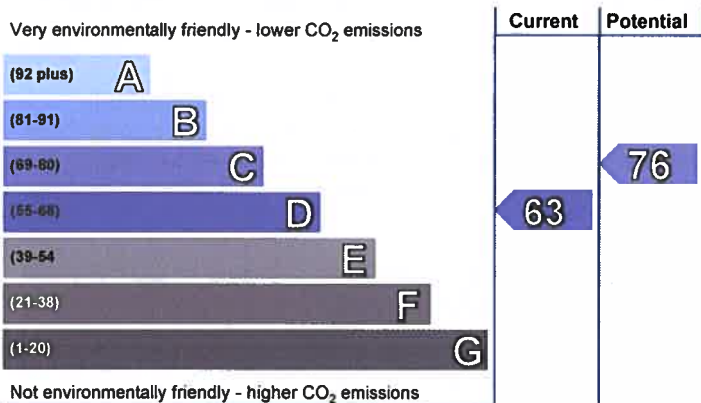 Very environmentally friendly - lower CO₂ emissions
Current Potential
(92 plus) A
(81-91) B
(69-80) C
76
(55-68) D
63
(39-54 E
(21-38) F
(1-20) G
Not environmentally friendly - higher CO₂ emissions